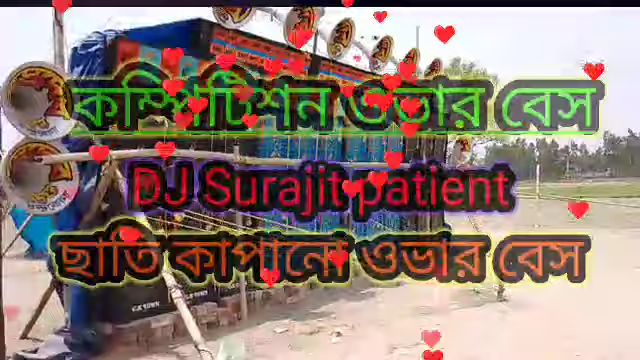 কম্পিটিশন ওভার বেস
DJ Surajit patient
ছাতি কাপানো ওভার বেস